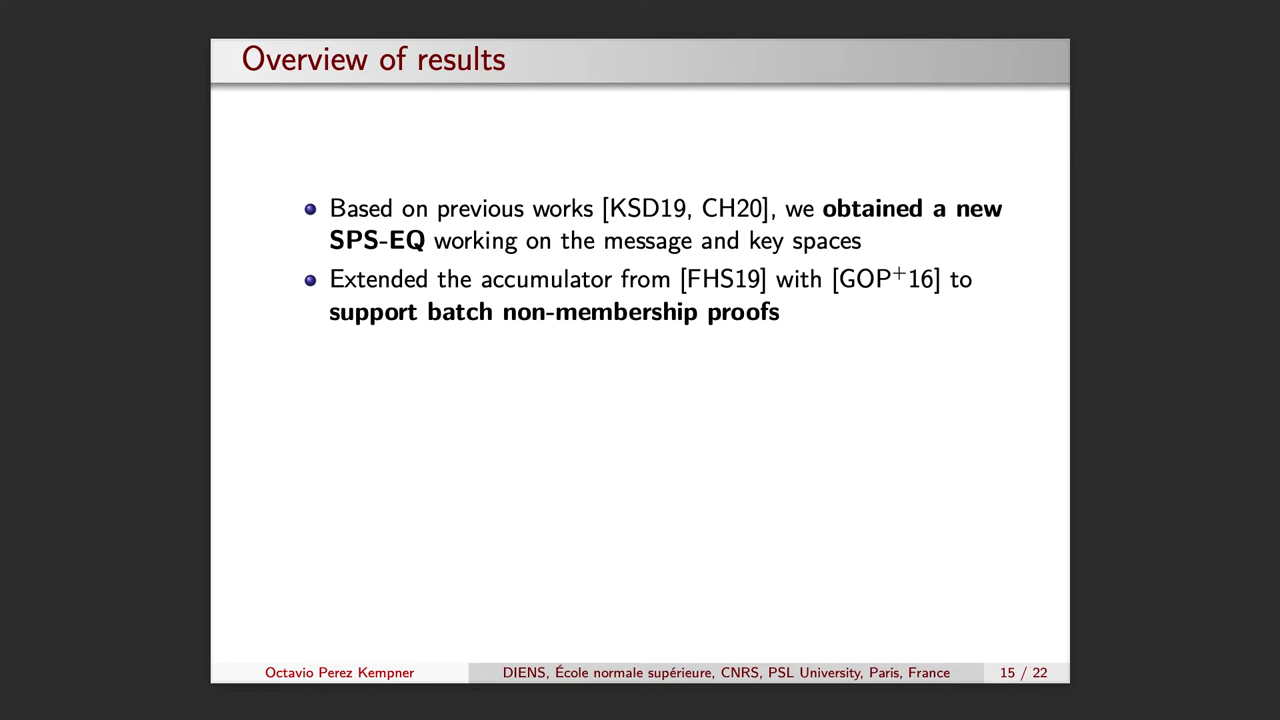 Overview of results
Based on previous works [KSD19, CH20], we obtained a new
SPS-EQ working on the message and key spaces
Extended the accumulator from [FHS19] with [GOP+16] to
support batch non-membership proofs
Octavio Perez Kempner DIENS, École normale supérieure, CNRS, PSL University, Paris, France 15 / 22